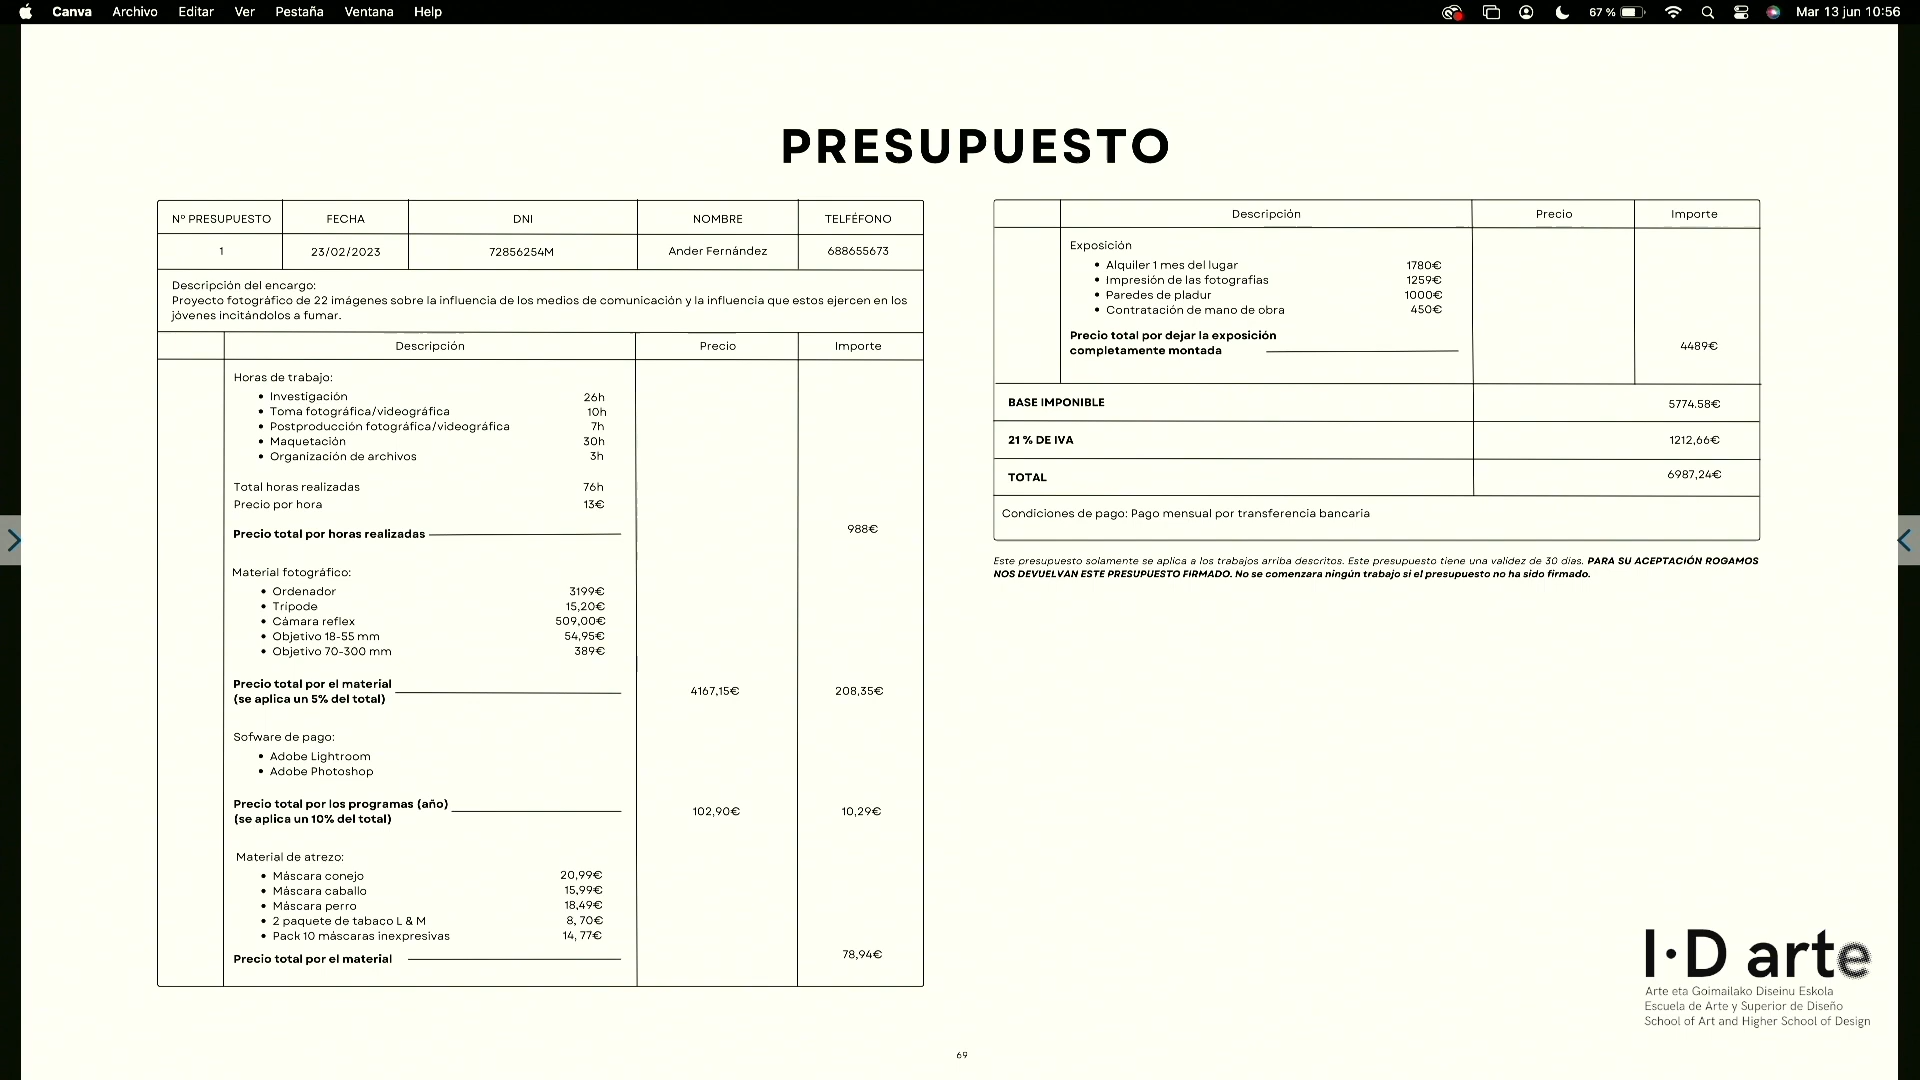 Canva Archivo Editar Ver Pestaña Ventana Help 67 % Mar 13 jun 10:56
PRESUPUESTO
Nº PRESUPUESTO FECHA DNI NOMBRE TELFÉFONO
1 23/02/2023 72856254M Ander Fernández 688655673
Descripción del encargo:
Proyecto fotográfico de 22 imágenes sobre la influencia de los medios de comunicación y la influencia que estos ejercen en los
jóvenes incitándolos a fumar.
Descripción Precio Importe
Horas de trabajo:
• Investigación 26h
• Toma fotográfica/videográfica 10h
• Postproducción fotográfica/videográfica 7h
• Maquetación 30h
• Organización de archivos 3h
Total horas realizadas 76h
Precio por hora 13€
Precio total por horas realizadas 988€
Material fotográfico:
• Ordenador 3199€
• Trípode 15,20€
• Cámara reflex 509,00€
• Objetivo 18-55 mm 54,95€
• Objetivo 70-300 mm 389€
Precio total por el material
(se aplica un 5% del total) 4167,15€ 208,35€
Sofware de pago:
• Adobe Lightroom
• Adobe Photoshop
Precio total por los programas (año)
(se aplica un 10% del total) 102,90€ 10,29€
Material de atrezo:
• Máscara conejo 20,99€
• Máscara caballo 15,99€
• Máscara perro 18,49€
• 2 paquete de tabaco L & M 8, 70€
• Pack 10 máscaras inexpresivas 14, 77€
Precio total por el material 78,94€
Descripción Precio Importe
Exposición
• Alquiler 1 mes del lugar 1780€
• Impresión de las fotografias 1259€
• Paredes de pladur 1000€
• Contratación de mano de obra 450€
Precio total por dejar la exposición
completamente montada 4489€
BASE IMPONIBLE 5774.58€
21 % DE IVA 1212,66€
TOTAL 6987,24€
Condiciones de pago: Pago mensual por transferencia bancaria
Este presupuesto solamente se aplica a los trabajos arriba descritos. Este presupuesto tiene una validez de 30 días. PARA SU ACEPTACIÓN ROGAMOS
NOS DEVUELVAN ESTE PRESUPUESTO FIRMADO. No se comenzara ningún trabajo si el presupuesto no ha sido firmado.
I·D arte
Arte eta Goimailako Diseinu Eskola
Escuela de Arte y Superior de Diseño
School of Art and Higher School of Design
69